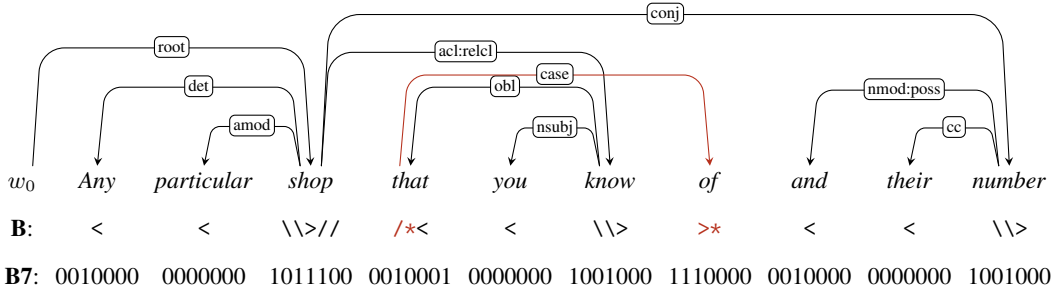 conj
root
acl:relcl
case
det
obl
nmod:poss
amod
nsubj
cc
w₀ Any particular shop that you know of and their number
B: < < \\>// /*< < \\> >* < < \\>
B7: 0010000 0000000 1011100 0010001 0000000 1001000 1110000 0010000 0000000 1001000